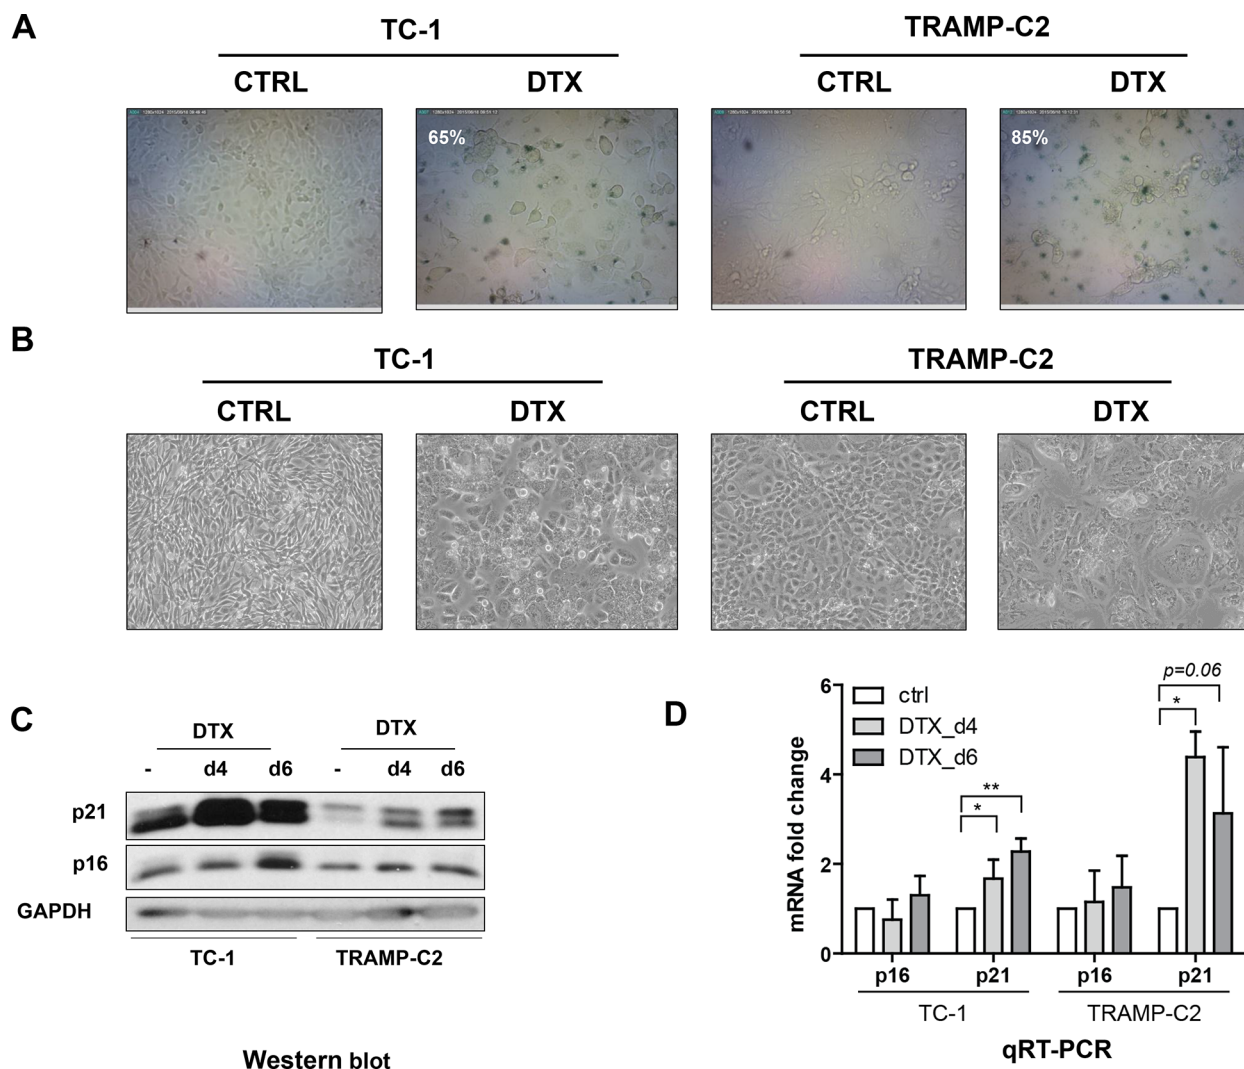 A
TC-1
TRAMP-C2
CTRL
DTX
CTRL
DTX
65%
85%
B
TC-1
TRAMP-C2
CTRL
DTX
CTRL
DTX
C
DTX
DTX
- d4 d6 - d4 d6
p21
p16
GAPDH
TC-1
TRAMP-C2
Western blot
D
p=0.06
*
**
*
6
4
2
0
mRNA fold change
ctrl
DTX_d4
DTX_d6
p16
p21
p16
p21
TC-1
TRAMP-C2
qRT-PCR